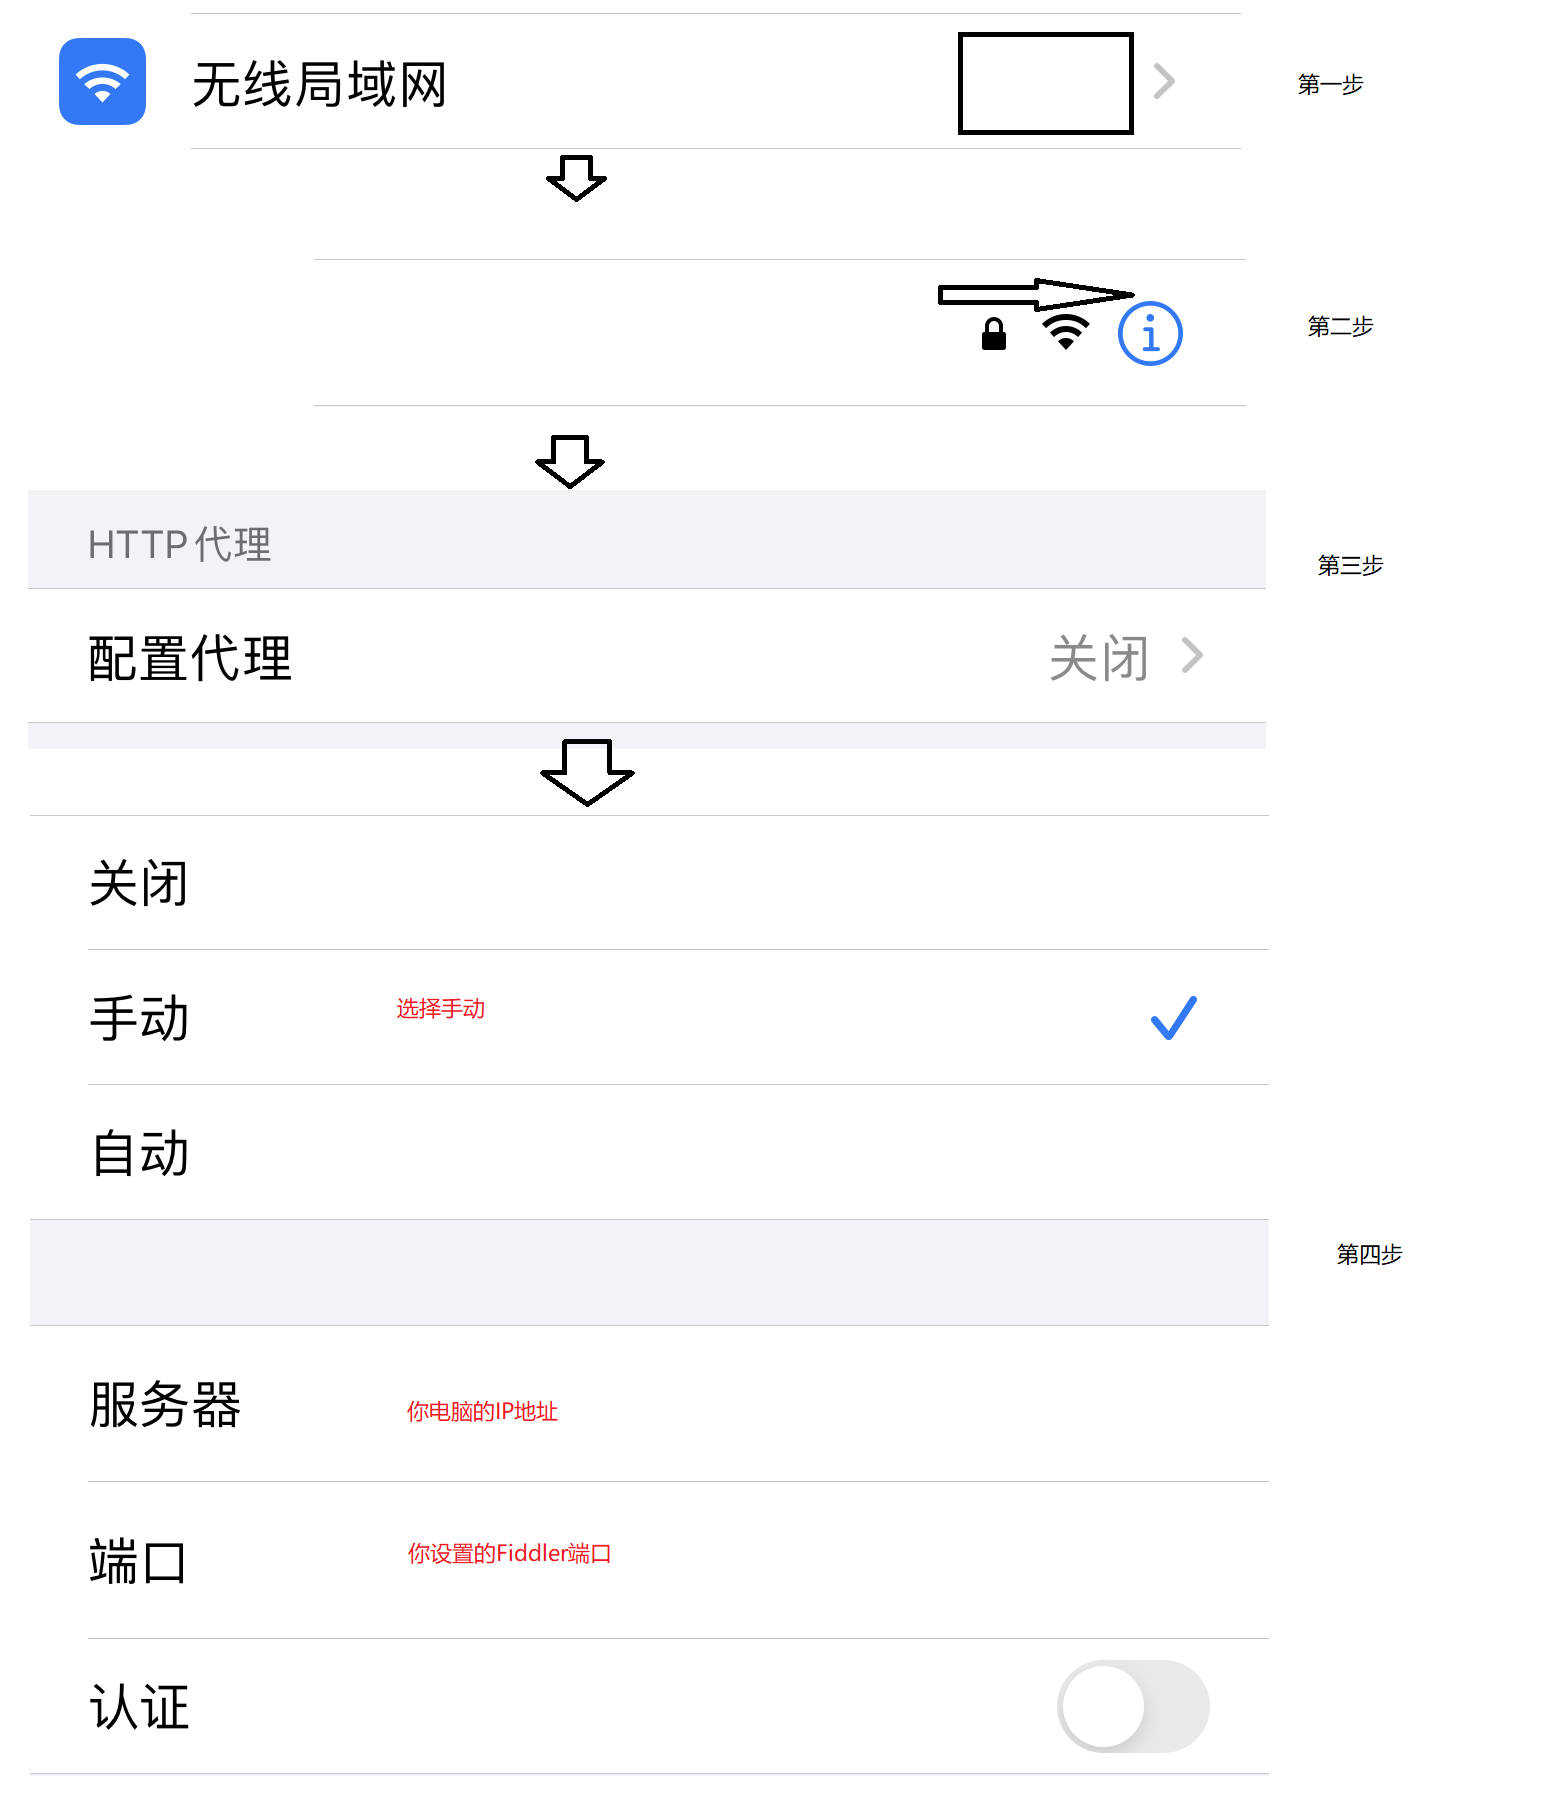 无线局域网
第一步
第二步
HTTP代理
第三步
配置代理 关闭
关闭
手动 选择手动
自动
第四步
服务器 你电脑的IP地址
端口 你设置的Fiddler端口
认证